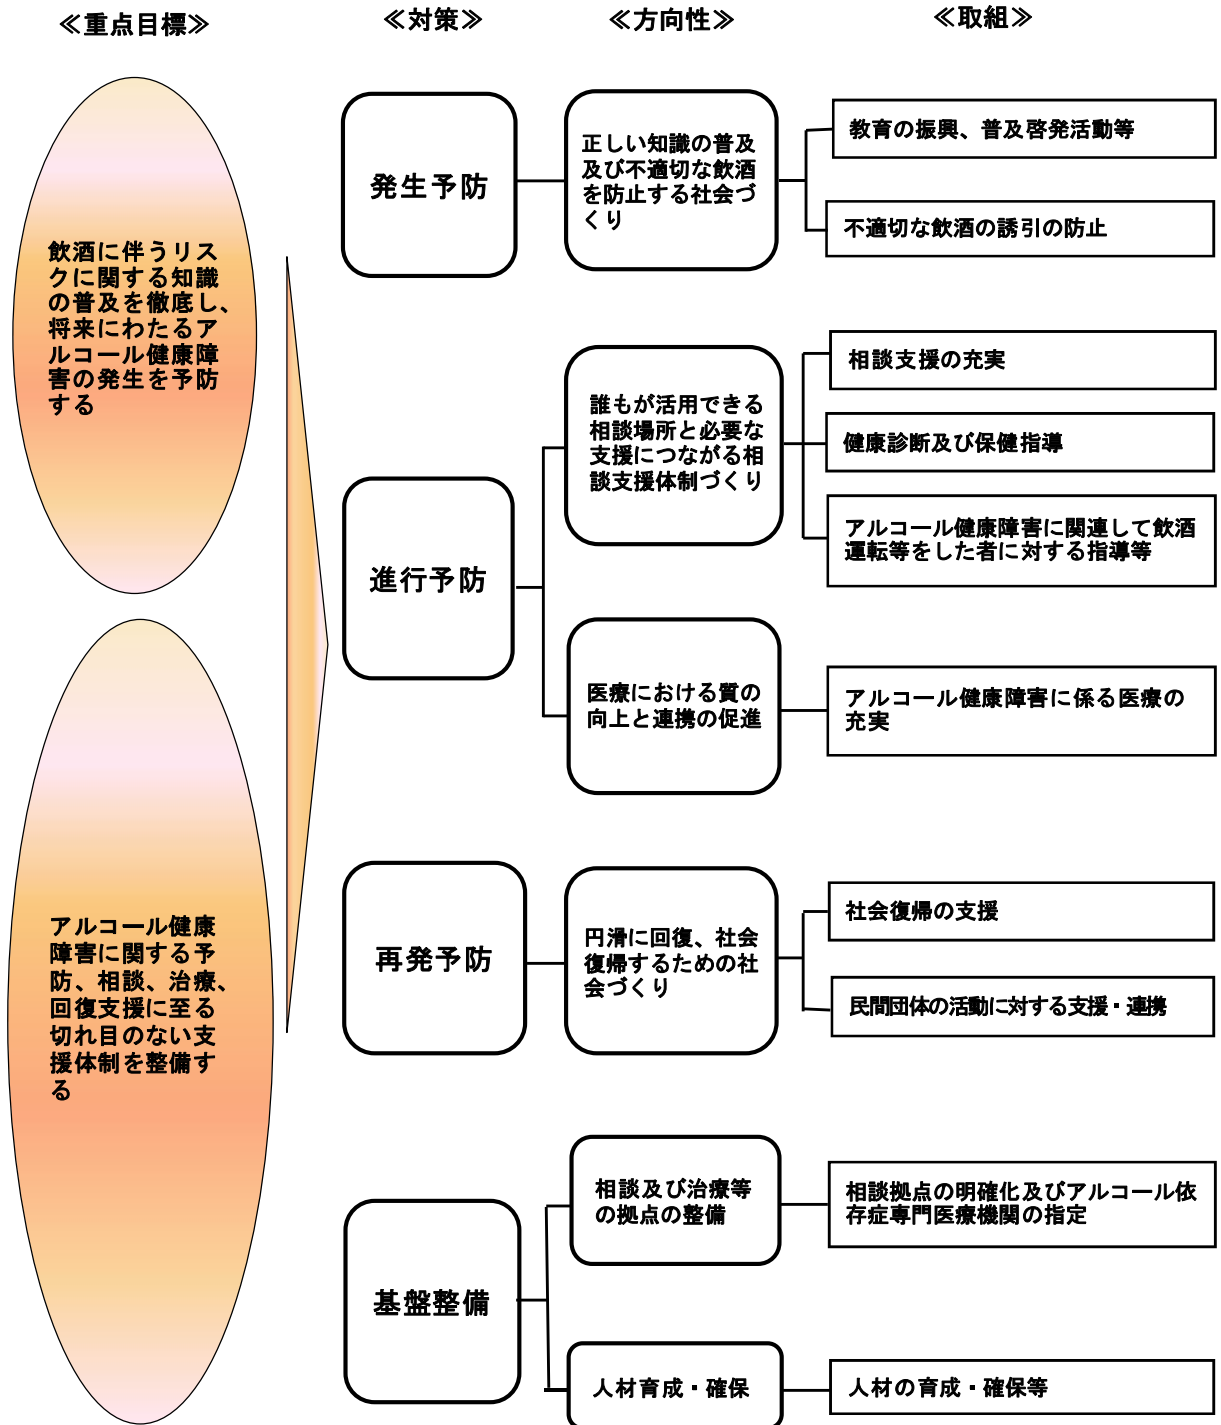 ≪重点目標≫
≪対策≫
≪方向性≫
≪取組≫
飲酒に伴うリス
クに関する知識
の普及を徹底し、
将来にわたるア
ルコール健康障
害の発生を予防
する
アルコール健康
障害に関する予
防、相談、治療、
回復支援に至る
切れ目のない支
援体制を整備す
る
発生予防
正しい知識の普及
及び不適切な飲酒
を防止する社会づ
くり
教育の振興、普及啓発活動等
不適切な飲酒の誘引の防止
進行予防
誰もが活用できる
相談場所と必要な
支援につながる相
談支援体制づくり
相談支援の充実
健康診断及び保健指導
アルコール健康障害に関連して飲酒
運転等をした者に対する指導等
医療における質の
向上と連携の促進
アルコール健康障害に係る医療の
充実
再発予防
円滑に回復、社会
復帰するための社
会づくり
社会復帰の支援
民間団体の活動に対する支援・連携
基盤整備
相談及び治療等
の拠点の整備
相談拠点の明確化及びアルコール依
存症専門医療機関の指定
人材育成・確保
人材の育成・確保等